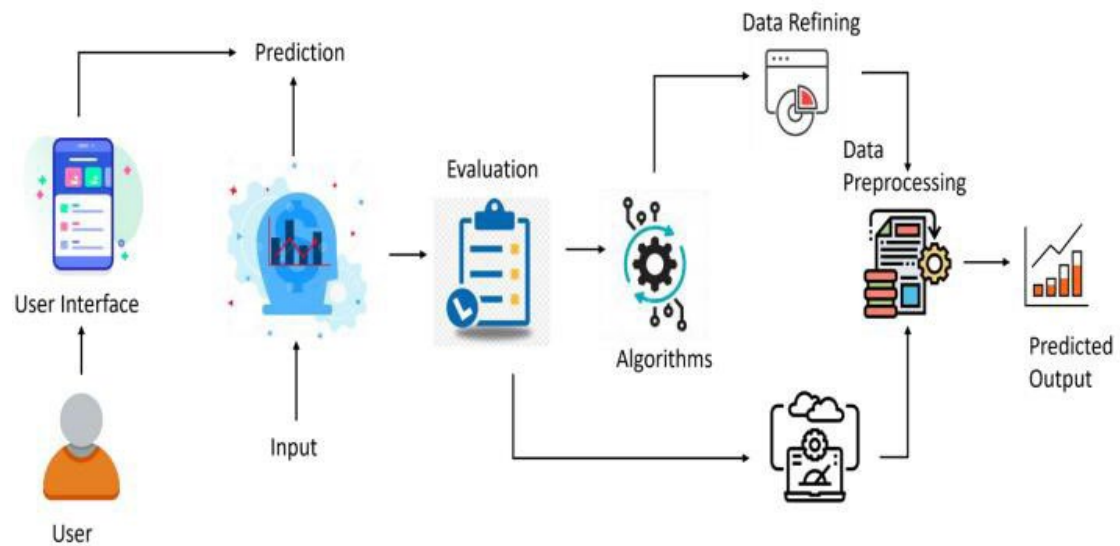 Data Refining
Prediction
Data
Preprocessing
Evaluation
User Interface
Algorithms
Predicted
Output
Input
User